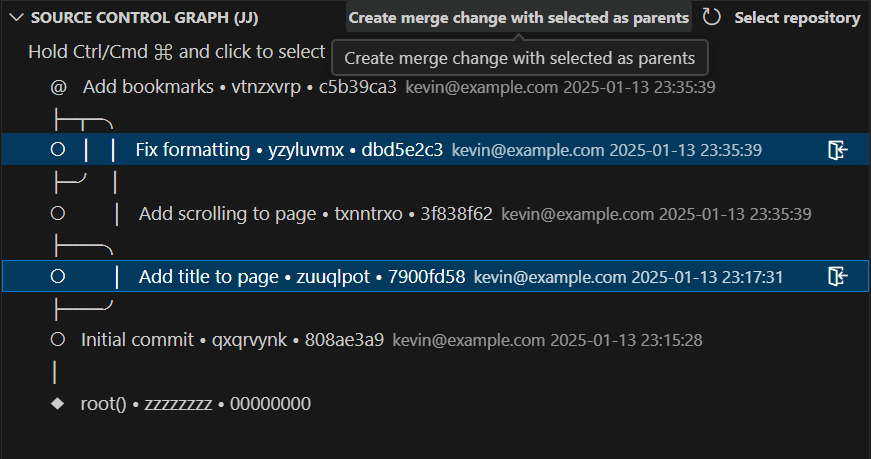 SOURCE CONTROL GRAPH (JJ) Create merge change with selected as parents Select repository
Hold Ctrl/Cmd ⌘ and click to select
Create merge change with selected as parents
@ Add bookmarks • vtnzxvrp • c5b39ca3 kevin@example.com 2025-01-13 23:35:39
Fix formatting • yzyluvmx • dbd5e2c3 kevin@example.com 2025-01-13 23:35:39
Add scrolling to page • txnntrxo • 3f838f62 kevin@example.com 2025-01-13 23:35:39
Add title to page • zuuqlpot • 7900fd58 kevin@example.com 2025-01-13 23:17:31
Initial commit • qxqrvynk • 808ae3a9 kevin@example.com 2025-01-13 23:15:28
root() • zzzzzzzz • 00000000